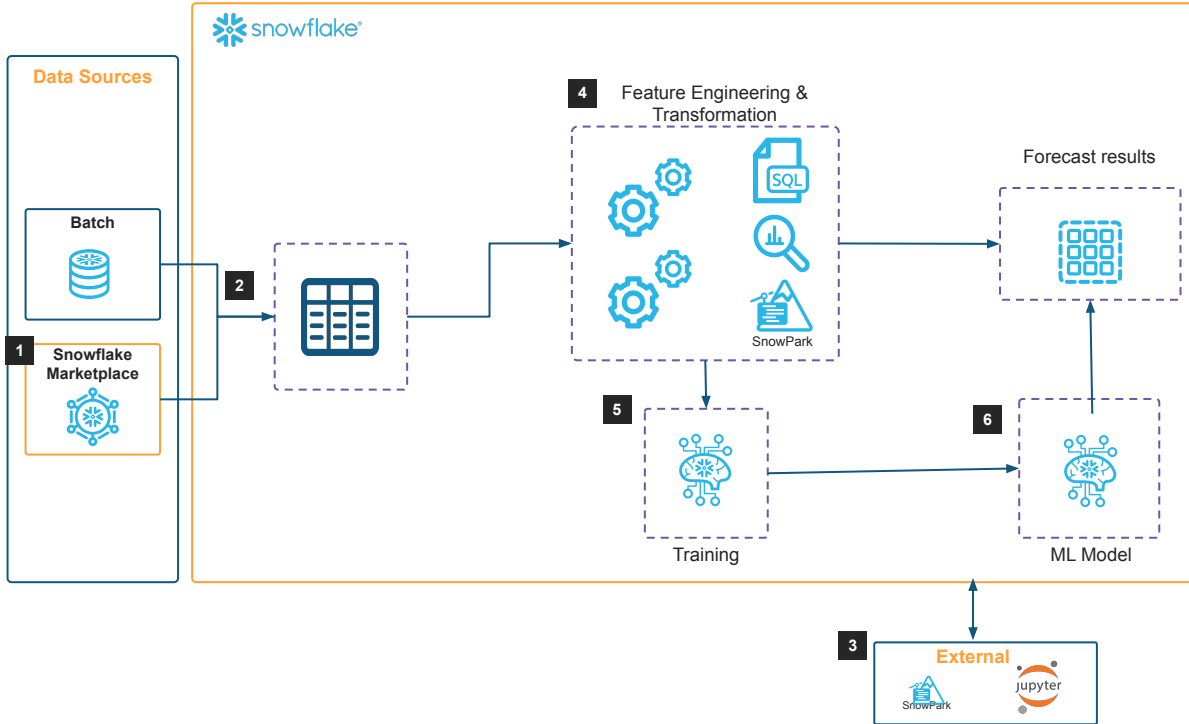 snowflake®
Data Sources
4
Feature Engineering &
Transformation
SQL
SnowPark
Forecast results
Batch
2
1
Snowflake
Marketplace
5
Training
6
ML Model
3
External
SnowPark
jupyter